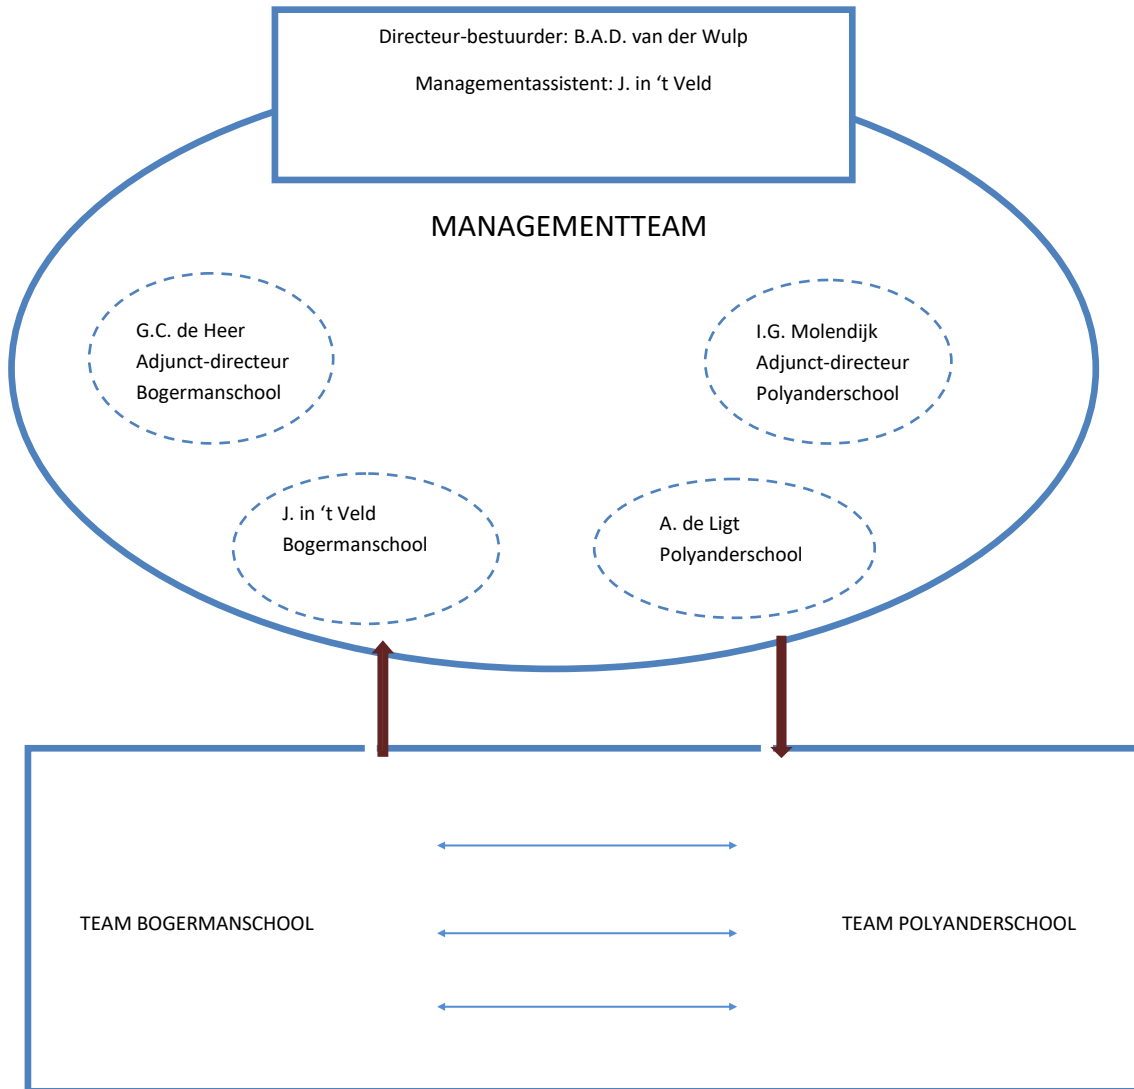 Directeur-bestuurder: B.A.D. van der Wulp
Managementassistent: J. in ‘t Veld
MANAGEMENTTEAM
G.C. de Heer
Adjunct-directeur
Bogermanschool
I.G. Molendijk
Adjunct-directeur
Polyanderschool
J. in ‘t Veld
Bogermanschool
A. de Ligt
Polyanderschool
TEAM BOGERMANSCHOOL
TEAM POLYANDERSCHOOL